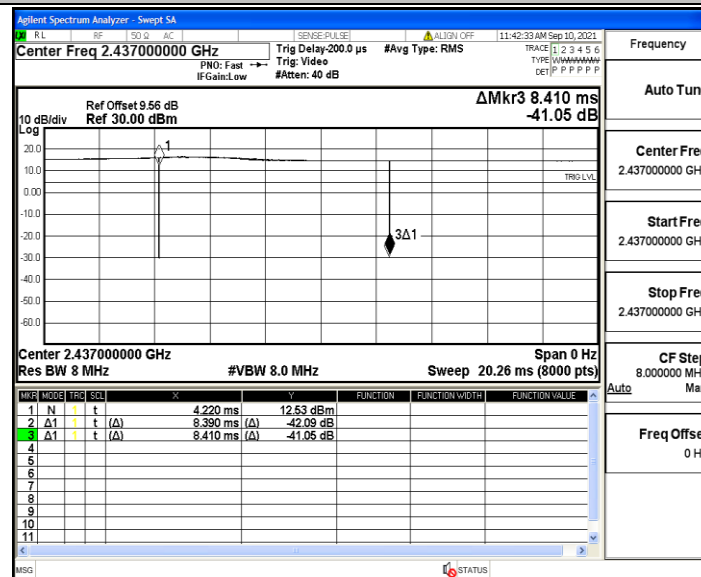 Agilent Spectrum Analyzer - Swept SA
RL RF 50 Ω AC SENSE:PULSE ALIGN OFF 11:42:33 AM Sep 10, 2021
Center Freq 2.437000000 GHz
PNO: Fast
IFGain:Low
Trig Delay-200.0 µs
Trig: Video
#Atten: 40 dB
#Avg Type: RMS
TRACE 1 2 3 4 5 6
TYPE
DET P P P P P P
Frequency
Auto Tun
Center Fre
2.437000000 GH
Start Fre
2.437000000 GH
Stop Fre
2.437000000 GH
CF Step
8.000000 MH
Auto Ma
Freq Offse
0 H
ΔMkr3 8.410 ms
-41.05 dB
Ref Offset 9.56 dB
10 dB/div Ref 30.00 dBm
Log
20.0
10.0
0.00
-10.0
-20.0
-30.0
-40.0
-50.0
-60.0
1
TRIG LVL
3Δ1
Center 2.437000000 GHz Span 0 Hz
Res BW 8 MHz #VBW 8.0 MHz Sweep 20.26 ms (8000 pts)
MKR MODE TRC SCL X Y FUNCTION FUNCTION WIDTH FUNCTION VALUE
1 N 1 t 4.220 ms 12.53 dBm
2 Δ1 1 t (Δ) 8.390 ms (Δ) -42.09 dB
3 Δ1 1 t (Δ) 8.410 ms (Δ) -41.05 dB
4
5
6
7
8
9
10
11
MSG STATUS